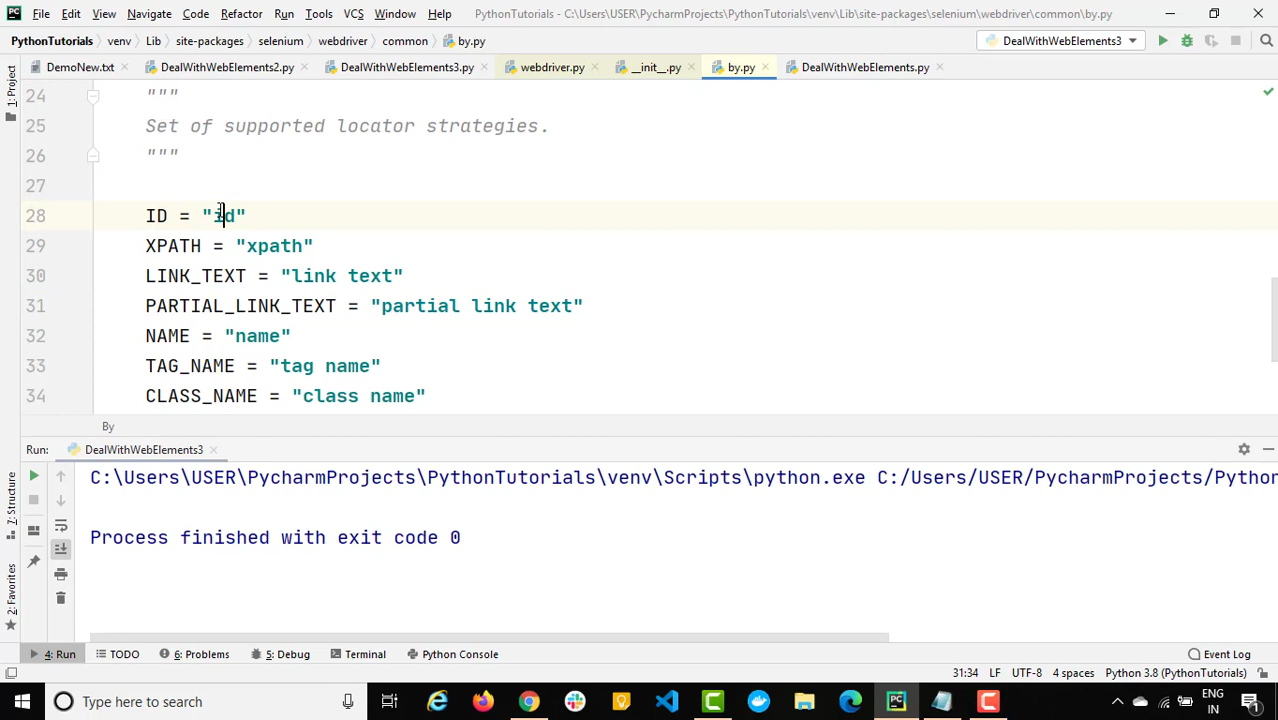 File Edit View Navigate Code Refactor Run Tools VCS Window Help PythonTutorials - C:\Users\USER\PycharmProjects\PythonTutorials\venv\Lib\site-packages\selenium\webdriver\common\by.py
PythonTutorials venv Lib site-packages selenium webdriver common by.py DealWithWebElements3
1: Project
DemoNew.txt DealWithWebElements2.py DealWithWebElements3.py webdriver.py __init__.py by.py DealWithWebElements.py
24 """
25 Set of supported locator strategies.
26 """
27
28 ID = "id"
29 XPATH = "xpath"
30 LINK_TEXT = "link text"
31 PARTIAL_LINK_TEXT = "partial link text"
32 NAME = "name"
33 TAG_NAME = "tag name"
34 CLASS_NAME = "class name"
By
Run: DealWithWebElements3
C:\Users\USER\PycharmProjects\PythonTutorials\venv\Scripts\python.exe C:/Users/USER/PycharmProjects/Python
Process finished with exit code 0
7: Structure
2: Favorites
4: Run TODO 6: Problems 5: Debug Terminal Python Console Event Log
31:34 LF UTF-8 4 spaces Python 3.8 (PythonTutorials)
Type here to search
ENG
IN
1